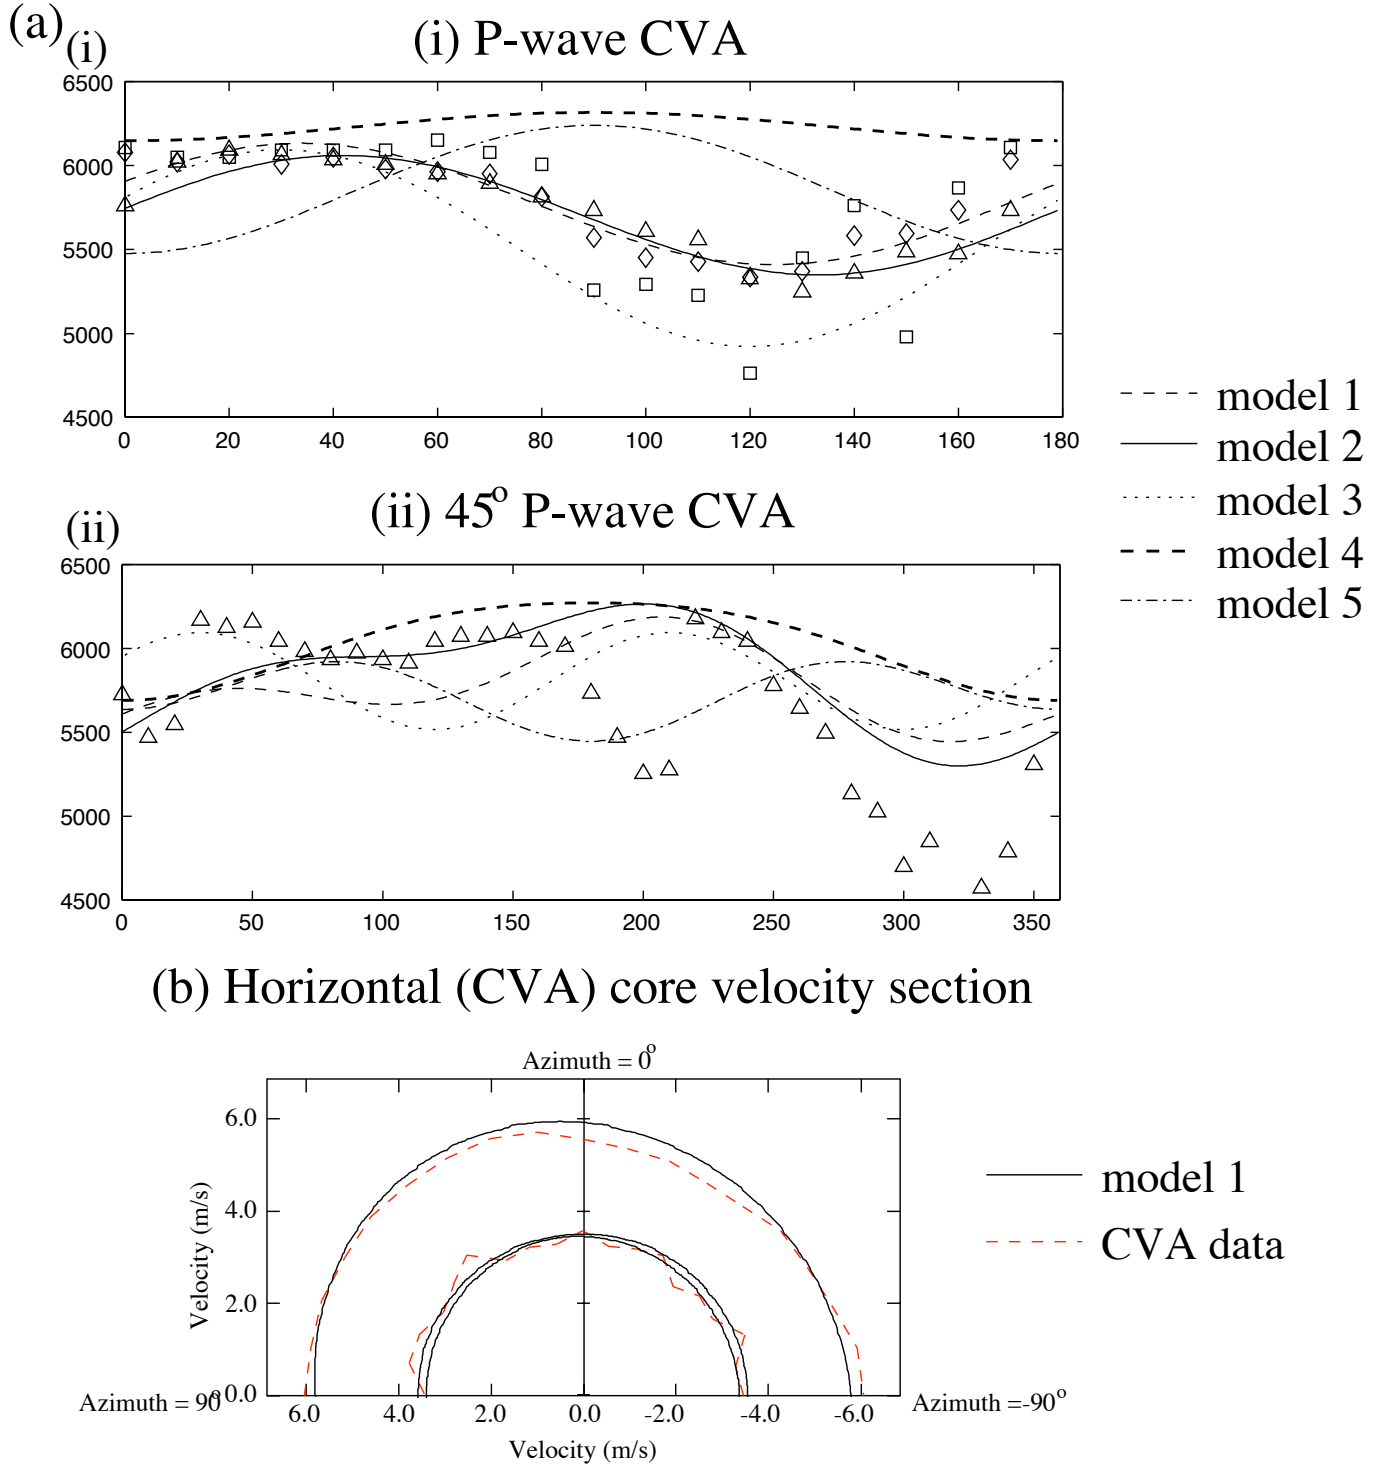 (a)
(i)
(i) P-wave CVA
6500
6000
5500
5000
4500
0 20 40 60 80 100 120 140 160 180
model 1
model 2
model 3
model 4
model 5
(ii)
(ii) 45° P-wave CVA
6500
6000
5500
5000
4500
0 50 100 150 200 250 300 350
(b) Horizontal (CVA) core velocity section
Azimuth = 0°
6.0
4.0
2.0
0.0
Velocity (m/s)
Azimuth = 90°
6.0 4.0 2.0 0.0 -2.0 -4.0 -6.0
Azimuth =-90°
Velocity (m/s)
model 1
CVA data